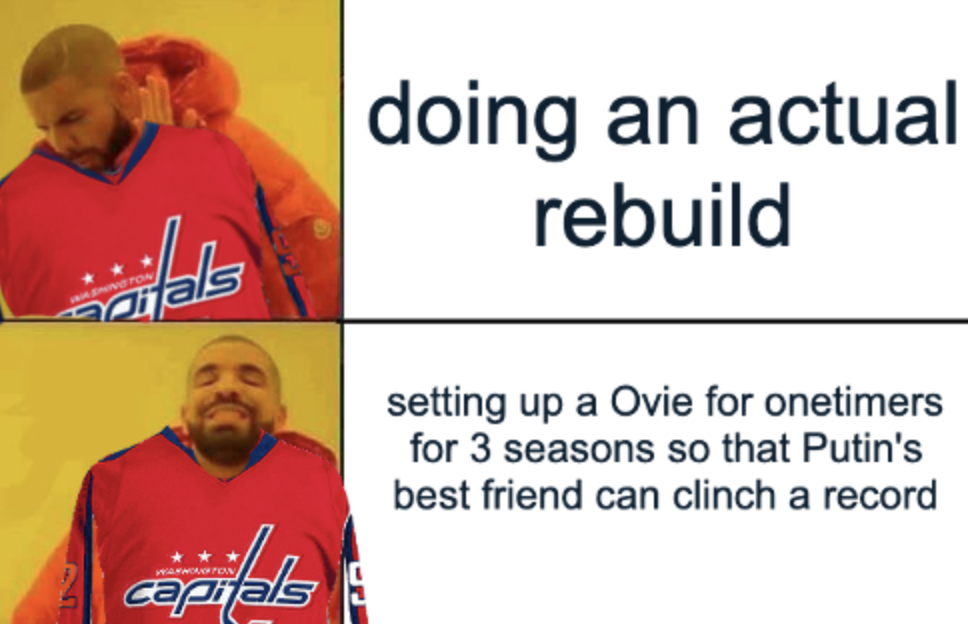 doing an actual
rebuild
WASHINGTON
capitals
setting up a Ovie for onetimers
for 3 seasons so that Putin's
best friend can clinch a record
WASHINGTON
capitals